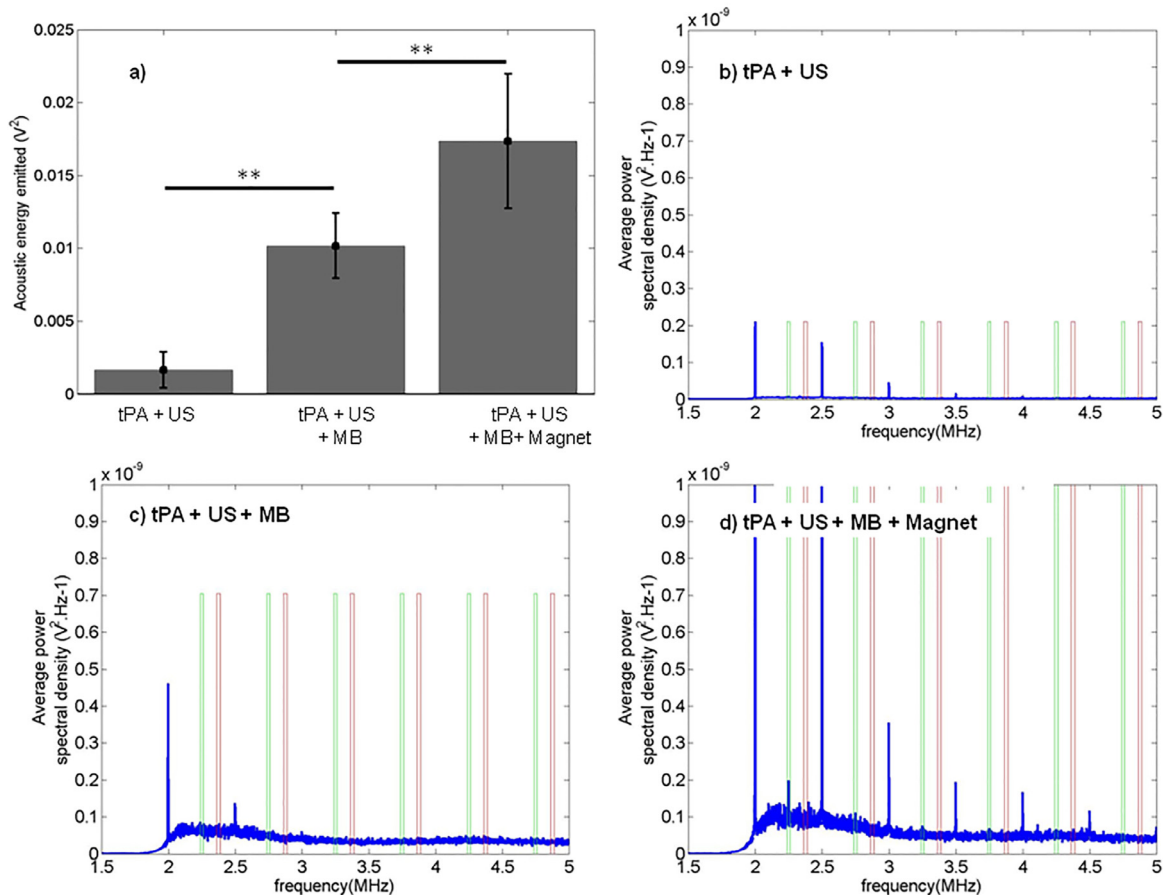 a)
0.025
0.02
0.015
0.01
0.005
0
Acoustic energy emitted (V²)
**
**
tPA + US
tPA + US
+ MB
tPA + US
+ MB+ Magnet
x 10⁻⁹
b) tPA + US
1
0.9
0.8
0.7
0.6
0.5
0.4
0.3
0.2
0.1
0
Average power
spectral density (V².Hz-1)
1.5 2 2.5 3 3.5 4 4.5 5
frequency(MHz)
x 10⁻⁹
c) tPA + US + MB
1
0.9
0.8
0.7
0.6
0.5
0.4
0.3
0.2
0.1
0
Average power
spectral density (V².Hz-1)
1.5 2 2.5 3 3.5 4 4.5 5
frequency(MHz)
x 10⁻⁹
d) tPA + US + MB + Magnet
1
0.9
0.8
0.7
0.6
0.5
0.4
0.3
0.2
0.1
0
Average power
spectral density (V².Hz-1)
1.5 2 2.5 3 3.5 4 4.5 5
frequency(MHz)